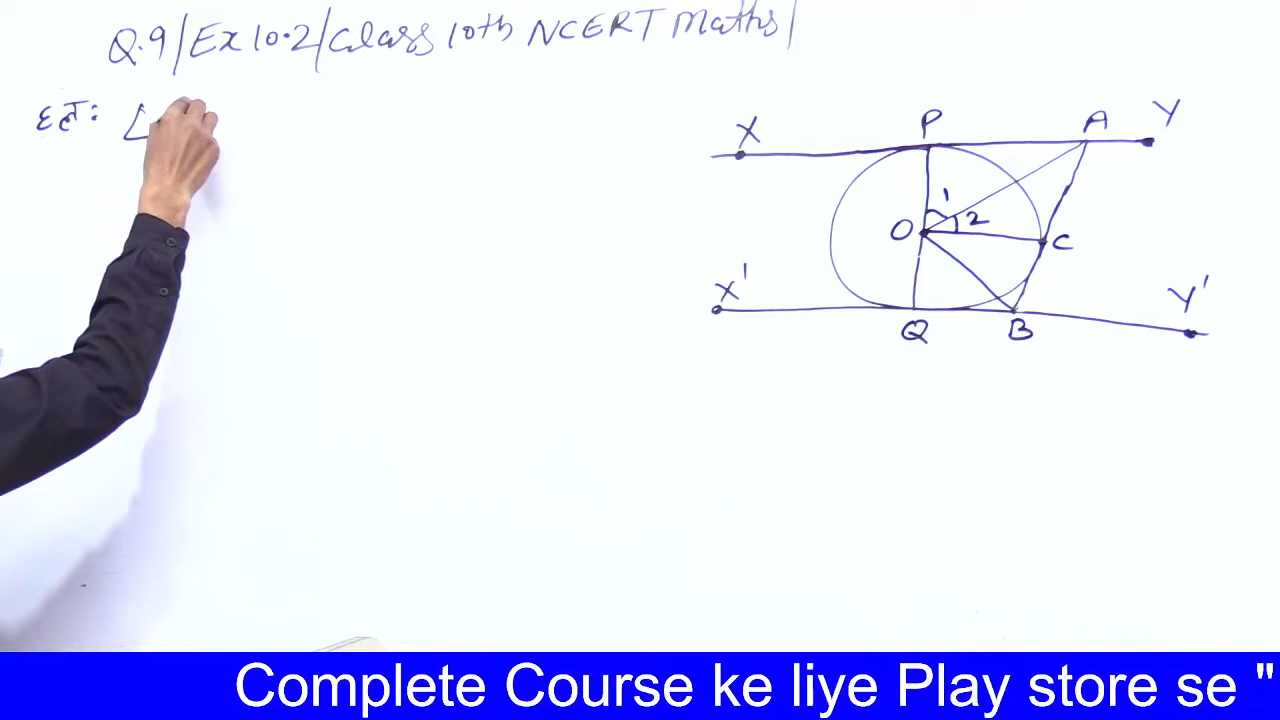 Q.9/Ex 10.2/Class 10th NCERT Maths/
हल:
X P A Y
1
O 2 C
X' Y'
Q B
Complete Course ke liye Play store se "